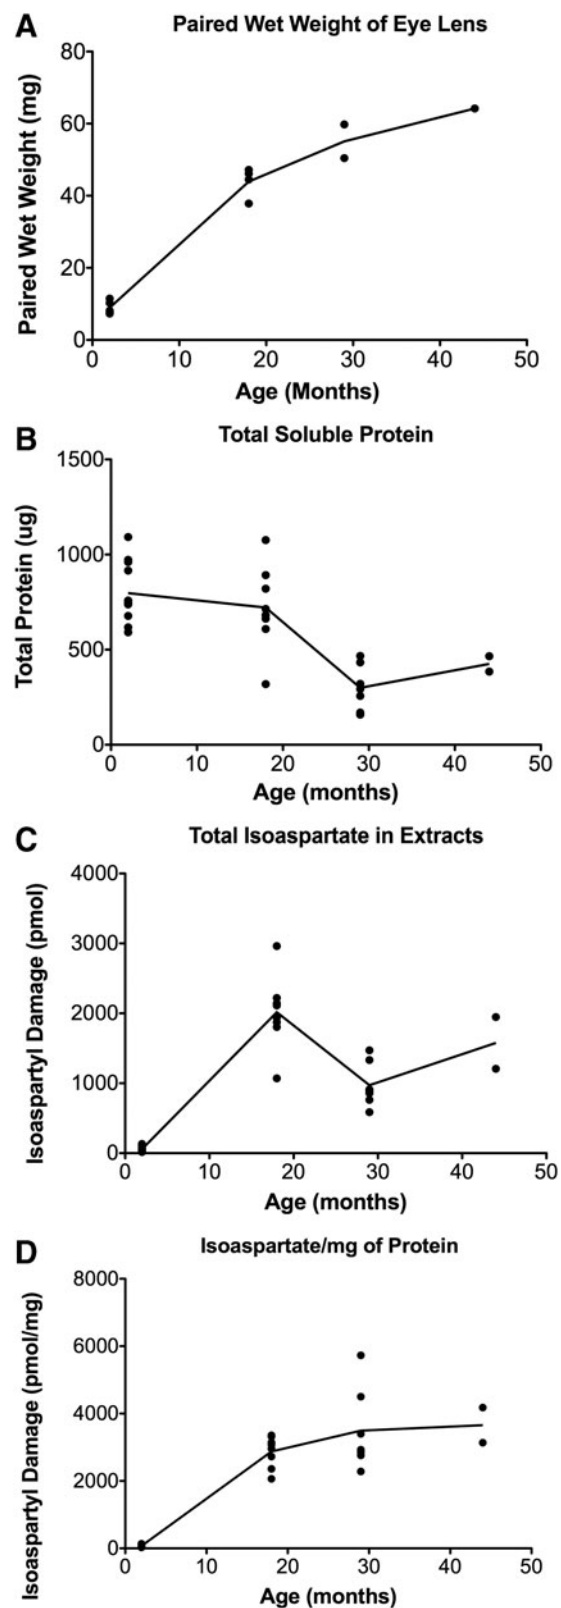 A
Paired Wet Weight of Eye Lens
Paired Wet Weight (mg)
80
60
40
20
0
0 10 20 30 40 50
Age (Months)
B
Total Soluble Protein
Total Protein (ug)
1500
1000
500
0
0 10 20 30 40 50
Age (months)
C
Total Isoaspartate in Extracts
Isoaspartyl Damage (pmol)
4000
3000
2000
1000
0
0 10 20 30 40 50
Age (months)
D
Isoaspartate/mg of Protein
Isoaspartyl Damage (pmol/mg)
8000
6000
4000
2000
0
0 10 20 30 40 50
Age (months)